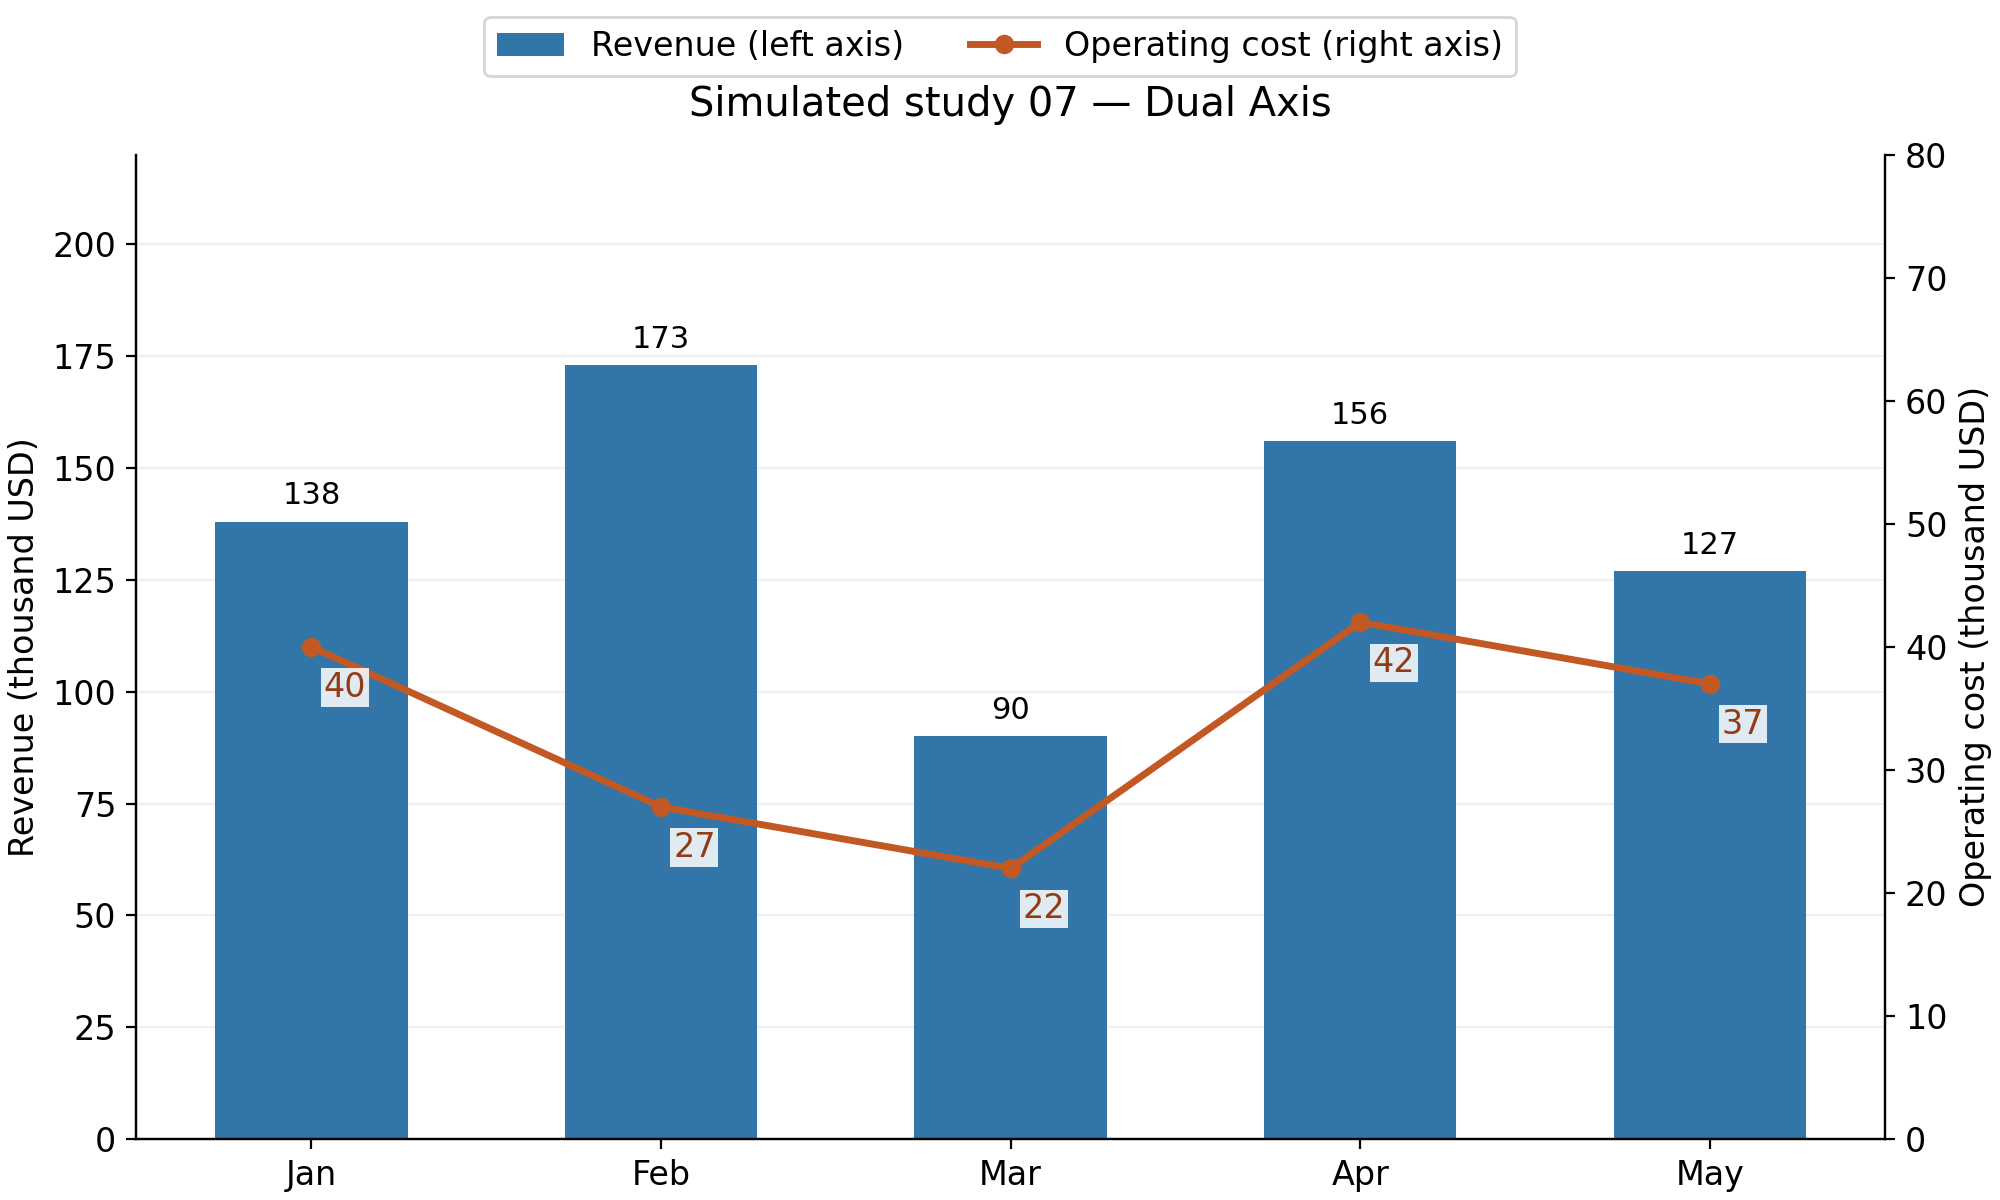 Revenue (left axis)
Operating cost (right axis)
Simulated study 07 — Dual Axis
Revenue (thousand USD)
200
175
150
125
100
75
50
25
0
138
173
90
156
127
40
27
22
42
37
80
70
60
50
40
30
20
10
0
Operating cost (thousand USD)
Jan
Feb
Mar
Apr
May